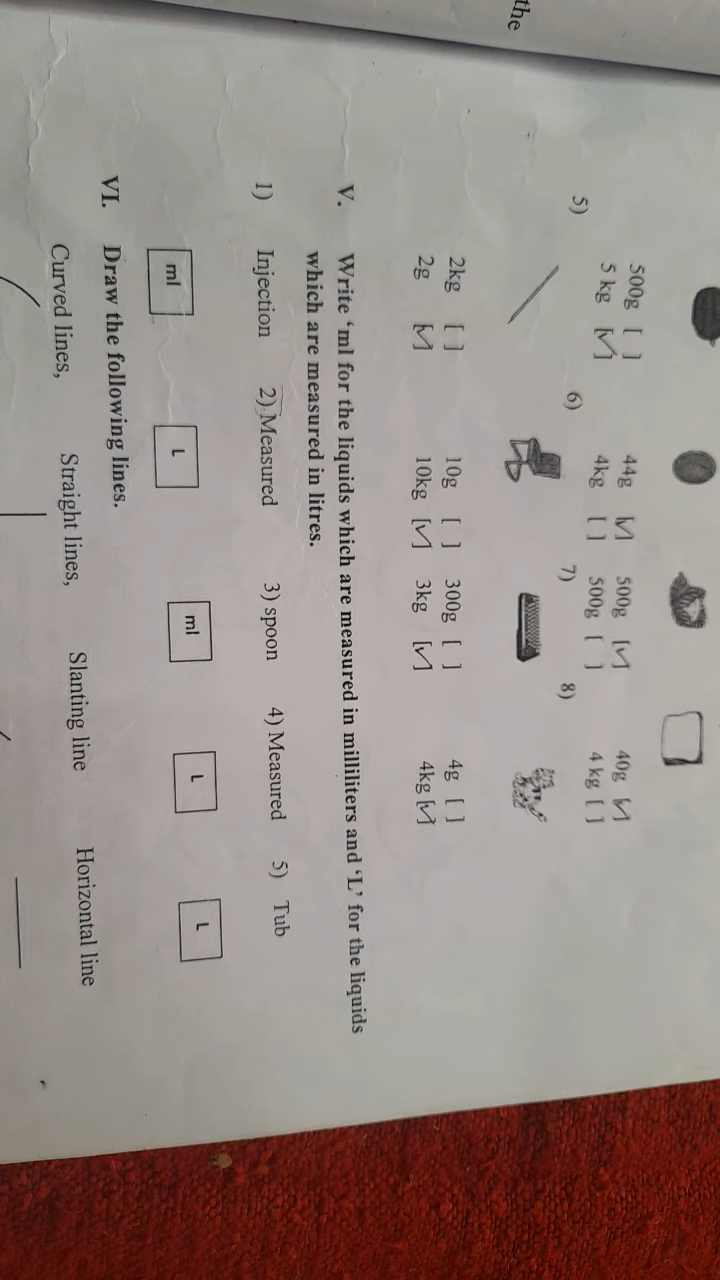 the
500g [ ] 44g [✓] 500g [✓] 40g [✓]
5 kg [✓] 4kg [ ] 500g [ ] 4 kg [ ]
5) 6) 7) 8)
2kg [ ] 10g [ ] 300g [ ] 4g [ ]
2g [✓] 10kg [✓] 3kg [✓] 4kg [✓]
V. Write ‘ml for the liquids which are measured in milliliters and ‘L’ for the liquids
which are measured in litres.
1) Injection 2) Measured 3) spoon 4) Measured 5) Tub
ml L ml L L
VI. Draw the following lines.
Curved lines, Straight lines, Slanting line Horizontal line